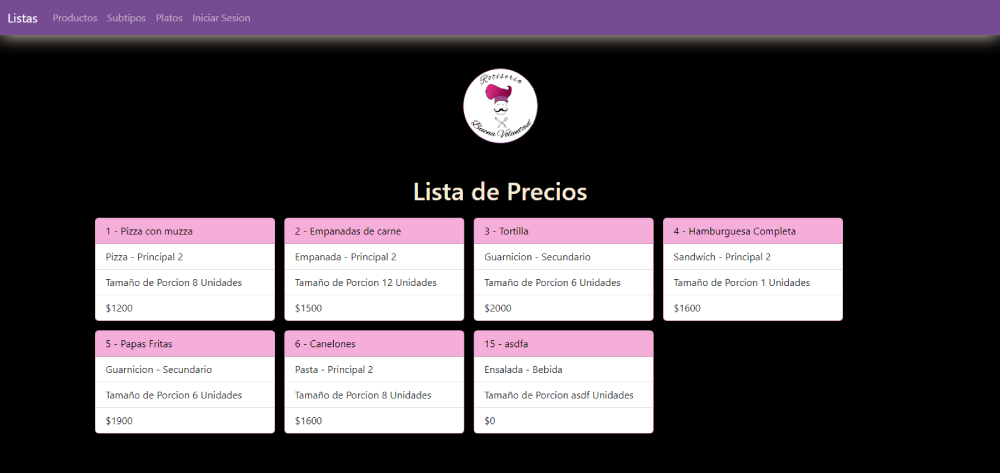 Listas Productos Subtipos Platos Iniciar Sesion
Rotiseria
Buena Voluntad
Lista de Precios
1 - Pizza con muzza
Pizza - Principal 2
Tamaño de Porcion 8 Unidades
$1200
2 - Empanadas de carne
Empanada - Principal 2
Tamaño de Porcion 12 Unidades
$1500
3 - Tortilla
Guarnicion - Secundario
Tamaño de Porcion 6 Unidades
$2000
4 - Hamburguesa Completa
Sandwich - Principal 2
Tamaño de Porcion 1 Unidades
$1600
5 - Papas Fritas
Guarnicion - Secundario
Tamaño de Porcion 6 Unidades
$1900
6 - Canelones
Pasta - Principal 2
Tamaño de Porcion 8 Unidades
$1600
15 - asdfa
Ensalada - Bebida
Tamaño de Porcion asdf Unidades
$0